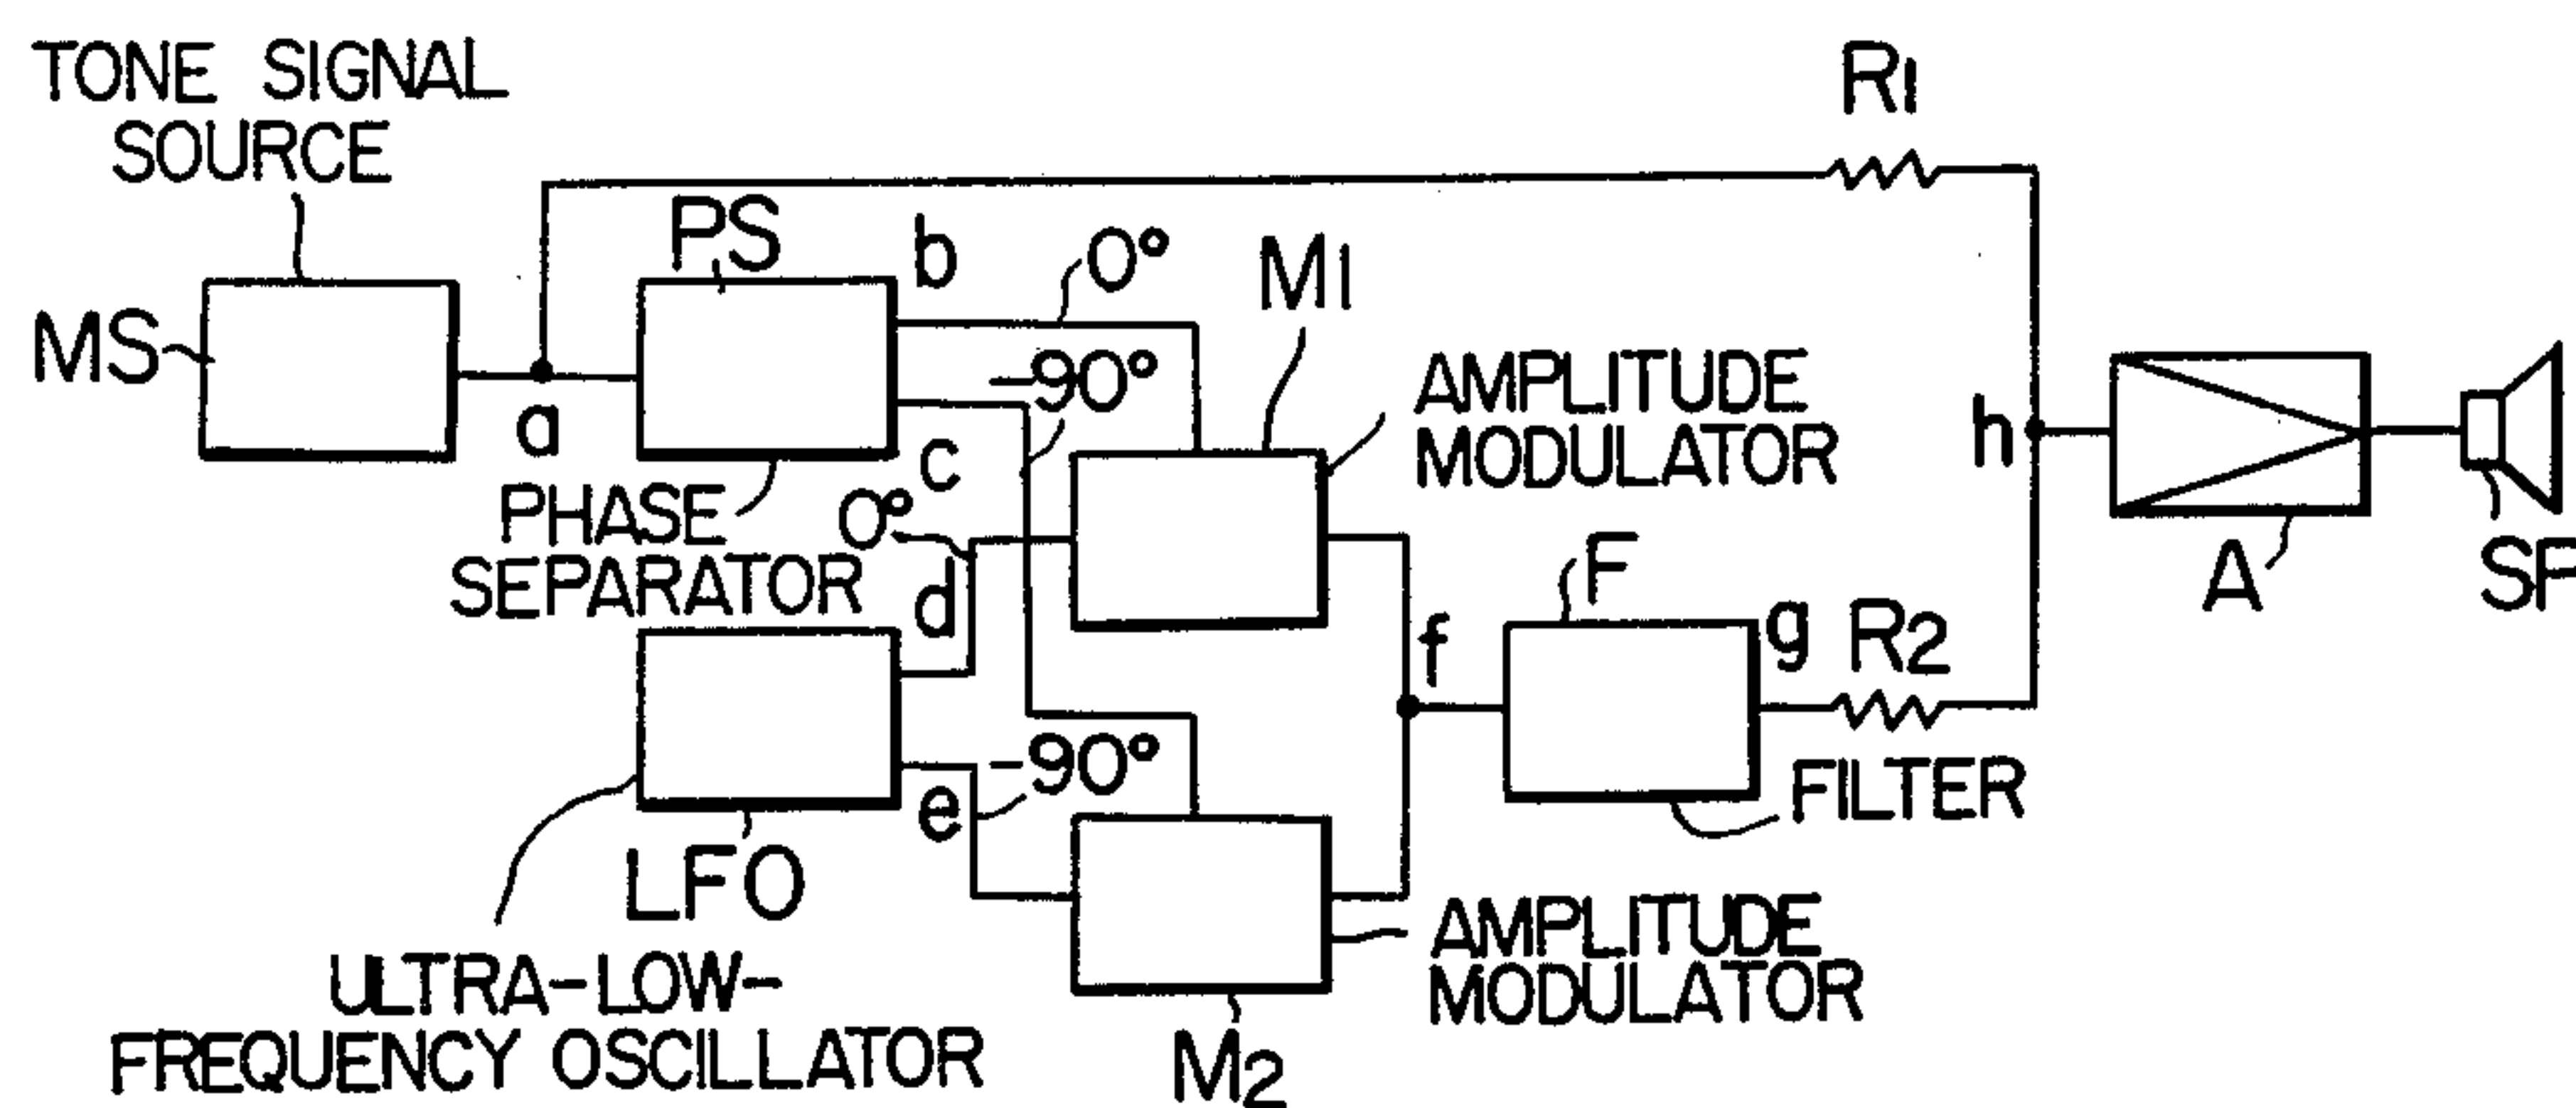 TONE SIGNAL
SOURCE
R1
PS
b
0°
M1
MS
-90°
AMPLITUDE
MODULATOR
a
c
h
PHASE
SEPARATOR
0°
d
F
f
g
R2
A
SP
-90°
e
FILTER
LFO
AMPLITUDE
MODULATOR
ULTRA-LOW-
FREQUENCY OSCILLATOR
M2